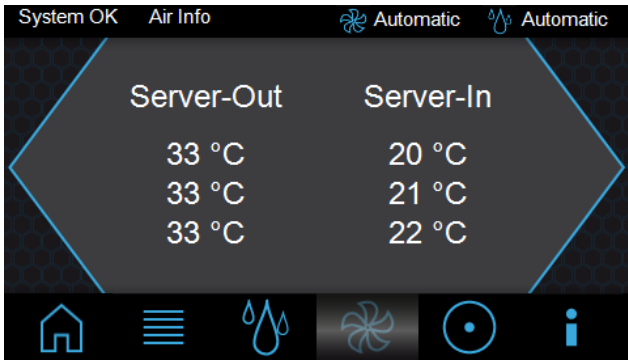 System OK Air Info Automatic Automatic
Server-Out Server-In
33 °C 20 °C
33 °C 21 °C
33 °C 22 °C